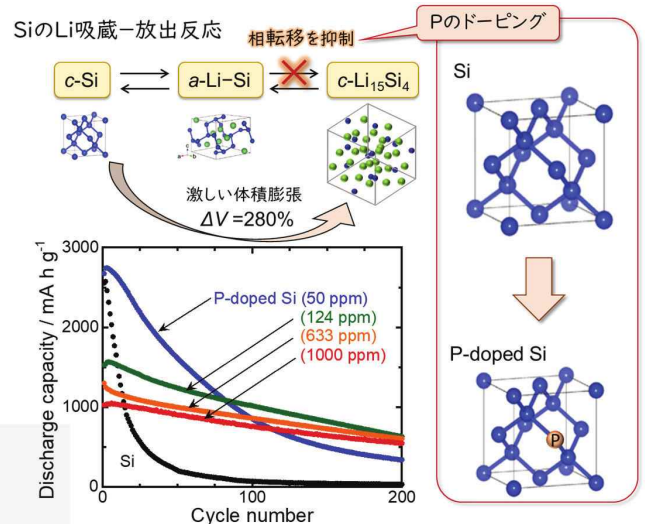 SiのLi吸蔵−放出反応
Pのドーピング
相転移を抑制
c-Si
a-Li−Si
c-Li₁₅Si₄
激しい体積膨張
ΔV =280%
Si
P-doped Si
P
Discharge capacity / mA h g⁻¹
3000
2000
1000
0
P-doped Si (50 ppm)
(124 ppm)
(633 ppm)
(1000 ppm)
Si
0
100
200
Cycle number